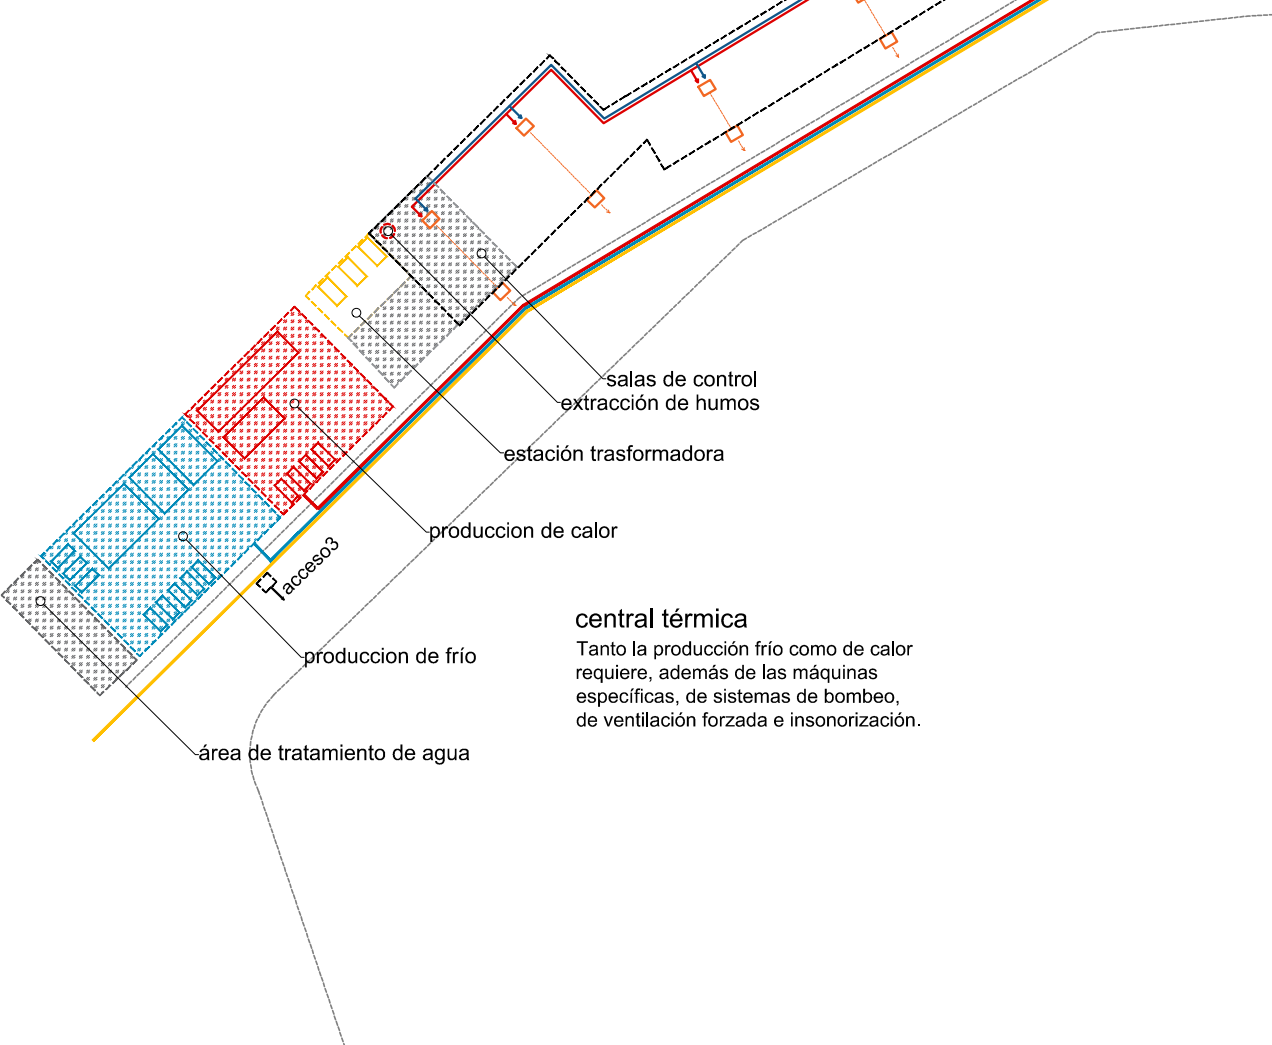 salas de control
extracción de humos
estación trasformadora
produccion de calor
acceso3
produccion de frío
área de tratamiento de agua
central térmica
Tanto la producción frío como de calor
requiere, además de las máquinas
específicas, de sistemas de bombeo,
de ventilación forzada e insonorización.